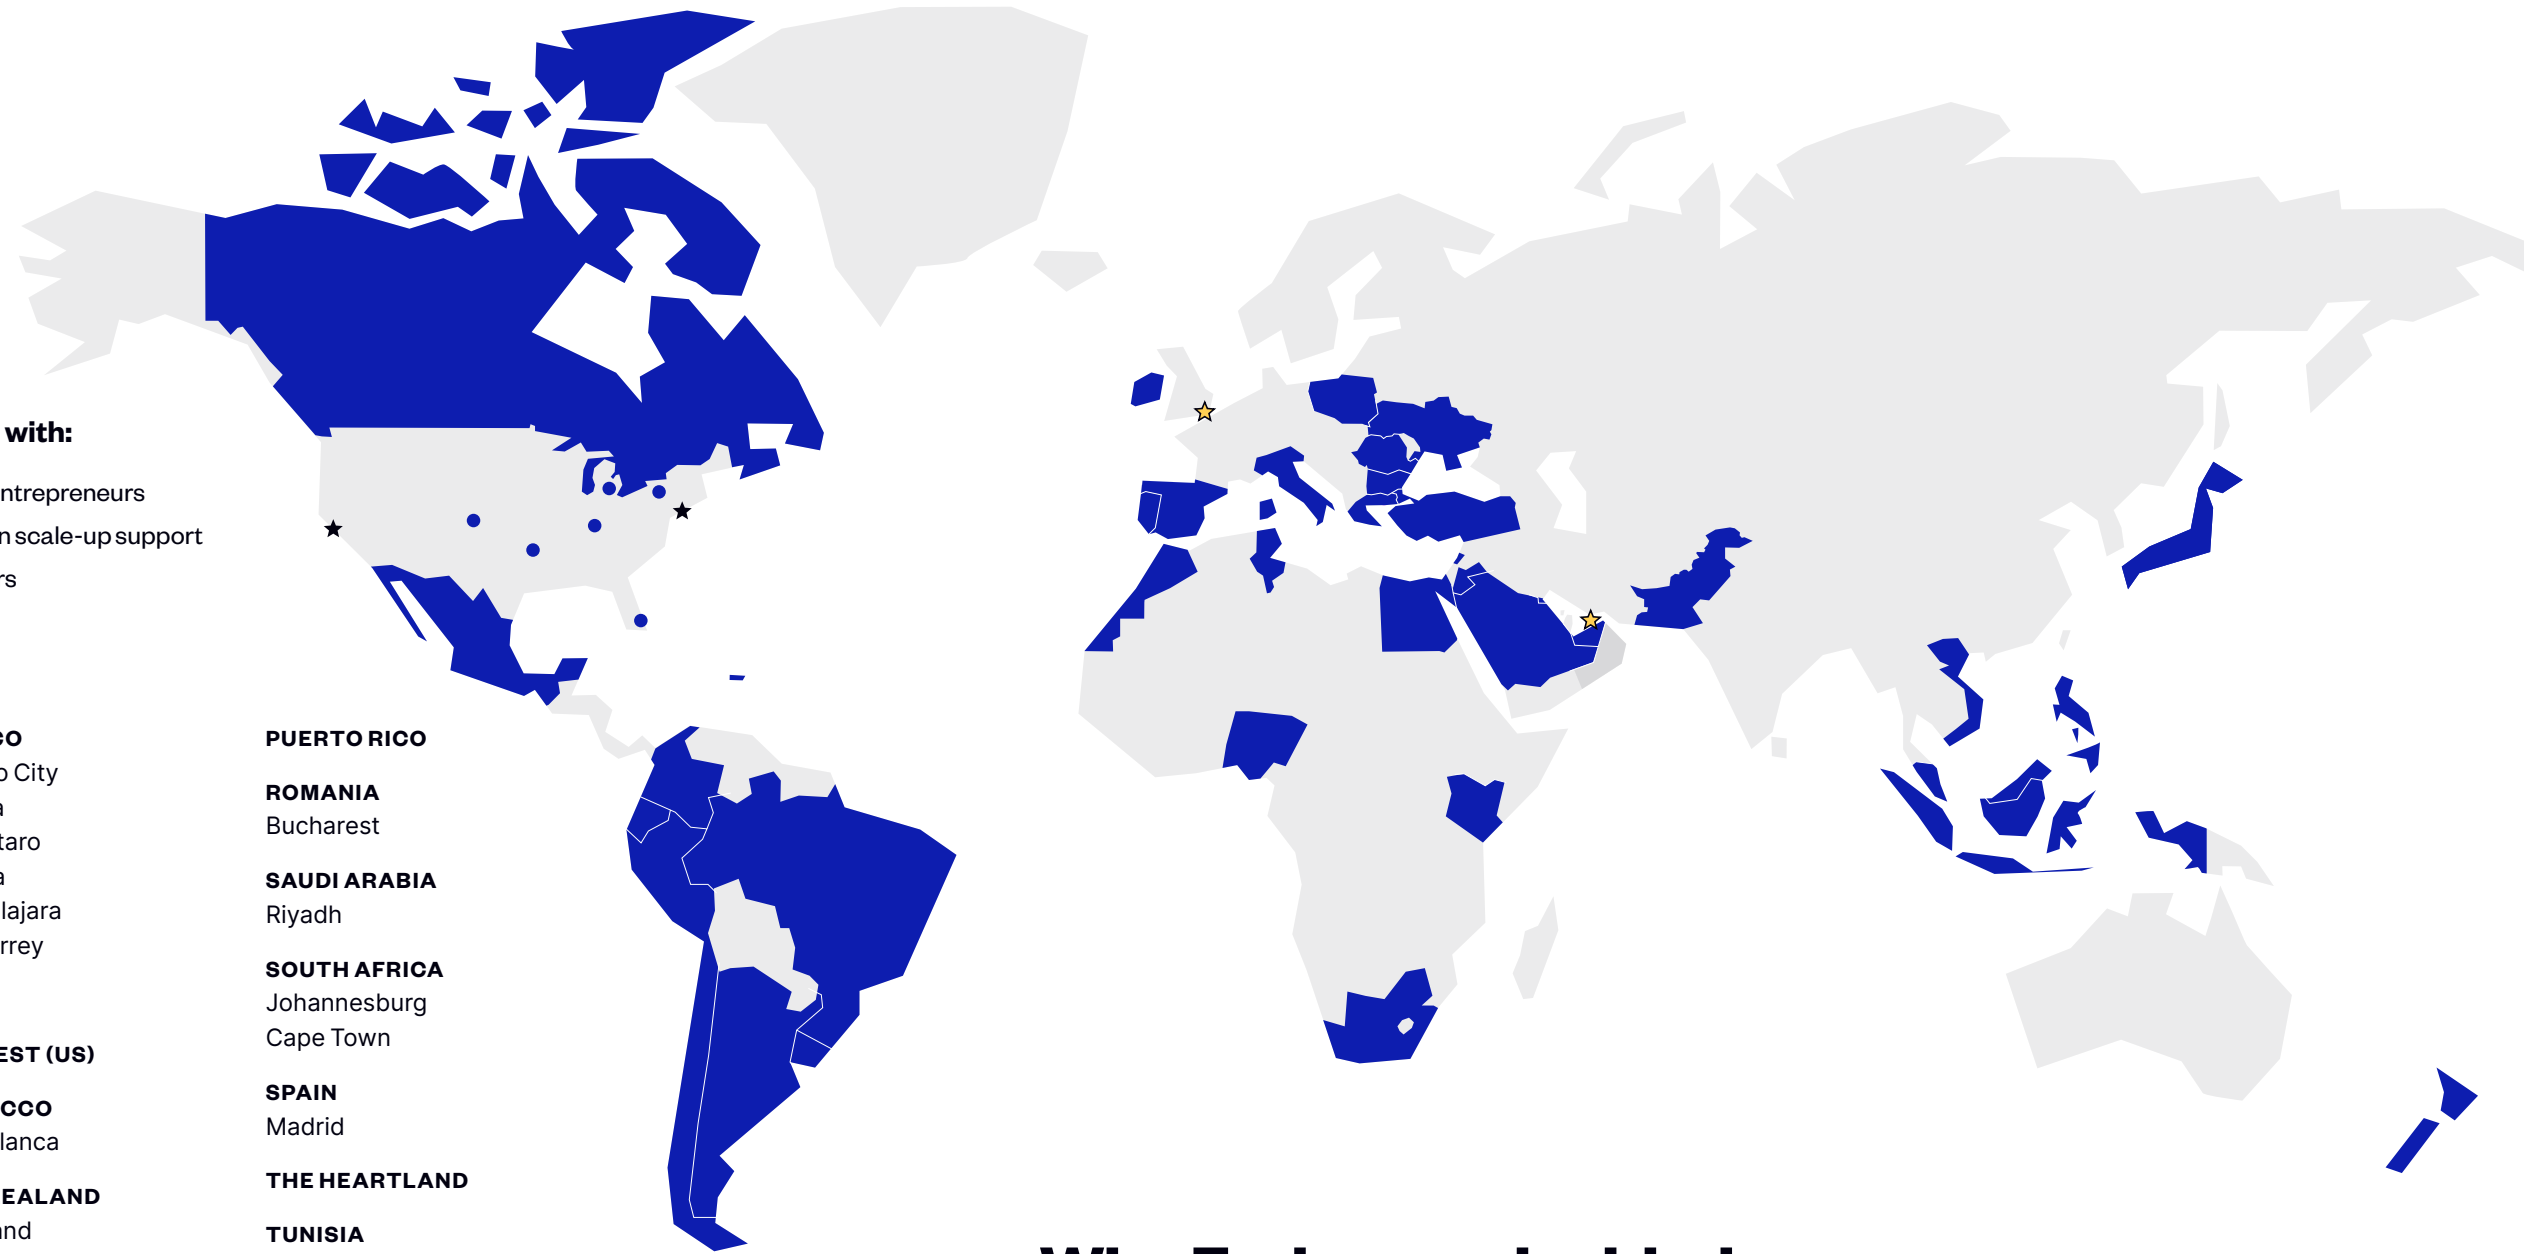 with:
ntrepreneurs
n scale-up support
rs
CO
o City
a
taro
a
lajara
rrey
EST (US)
CCO
lanca
EALAND
nd
PUERTO RICO
ROMANIA
Bucharest
SAUDI ARABIA
Riyadh
SOUTH AFRICA
Johannesburg
Cape Town
SPAIN
Madrid
THE HEARTLAND
TUNISIA